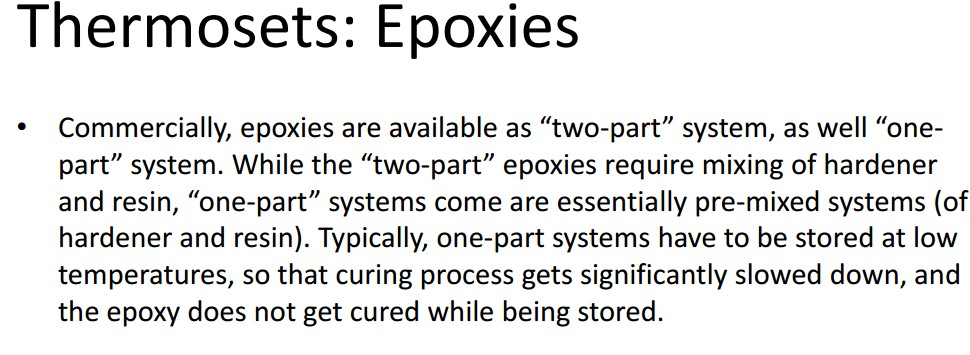 Thermosets: Epoxies
• Commercially, epoxies are available as “two-part” system, as well “one-
part” system. While the “two-part” epoxies require mixing of hardener
and resin, “one-part” systems come are essentially pre-mixed systems (of
hardener and resin). Typically, one-part systems have to be stored at low
temperatures, so that curing process gets significantly slowed down, and
the epoxy does not get cured while being stored.